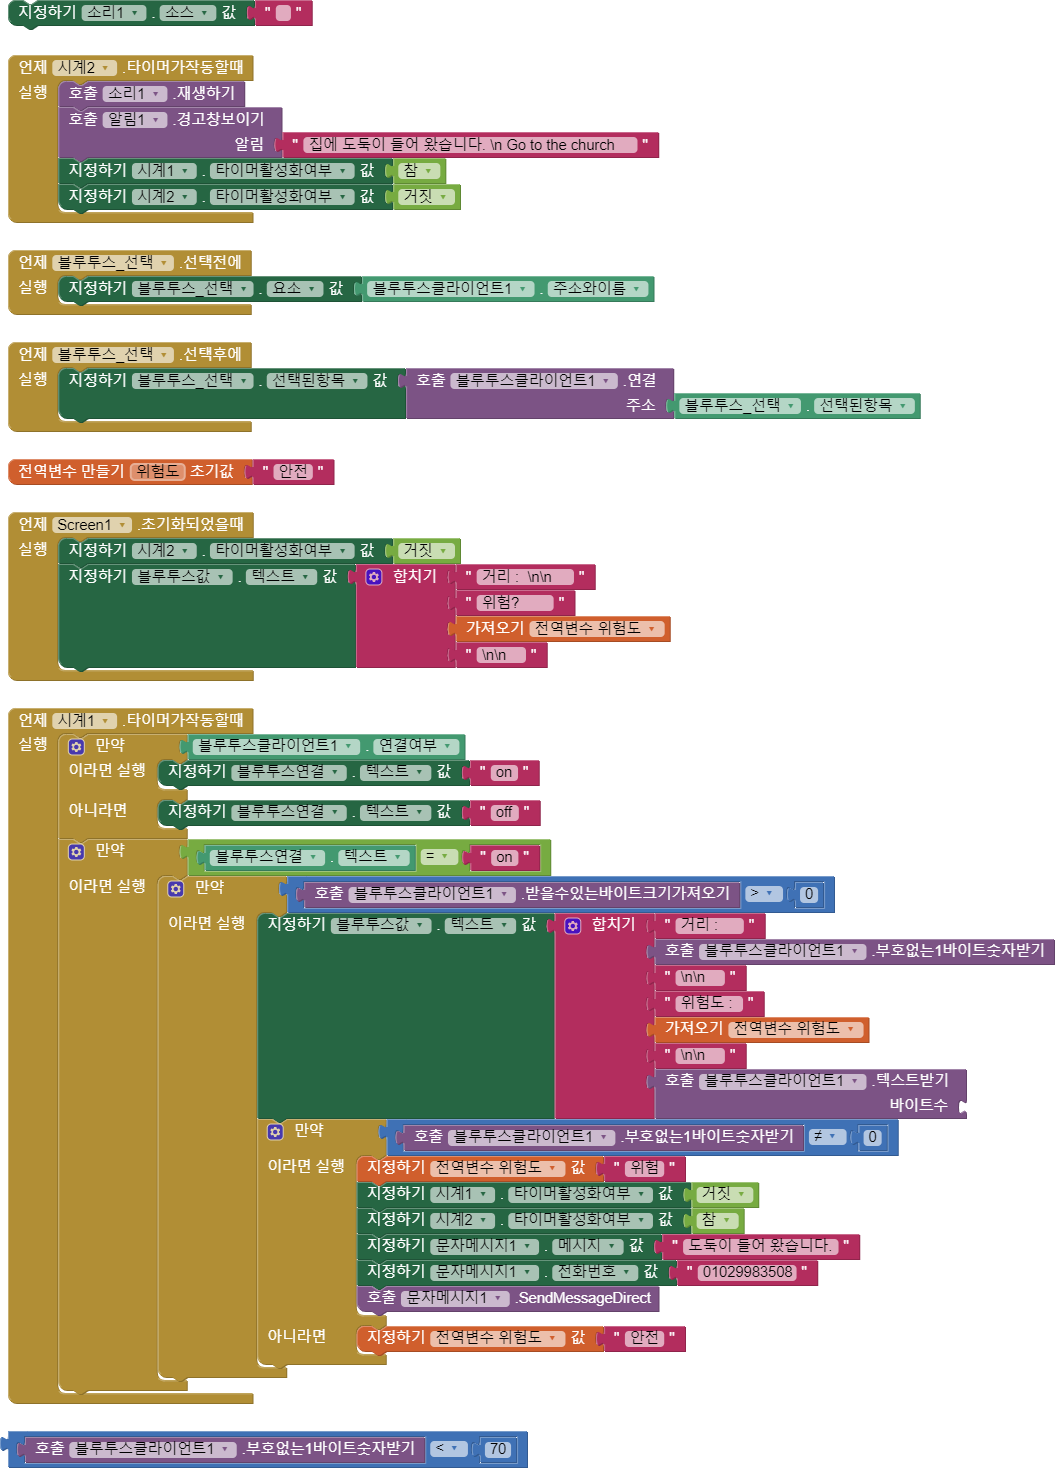 지정하기 소리1 . 소스 값 " "
언제 시계2 .타이머가작동할때
실행 호출 소리1 .재생하기
호출 알림1 .경고창보이기
알림 " 집에 도둑이 들어 왔습니다. \n Go to the church "
지정하기 시계1 . 타이머활성화여부 값 참
지정하기 시계2 . 타이머활성화여부 값 거짓
언제 블루투스_선택 .선택전에
실행 지정하기 블루투스_선택 . 요소 값 블루투스클라이언트1 . 주소와이름
언제 블루투스_선택 .선택후에
실행 지정하기 블루투스_선택 . 선택된항목 값 호출 블루투스클라이언트1 .연결
주소 블루투스_선택 . 선택된항목
전역변수 만들기 위험도 초기값 " 안전 "
언제 Screen1 .초기화되었을때
실행 지정하기 시계2 . 타이머활성화여부 값 거짓
지정하기 블루투스값 . 텍스트 값 합치기 " 거리 : \n\n "
" 위험? "
가져오기 전역변수 위험도
" \n\n "
언제 시계1 .타이머가작동할때
실행 만약 블루투스클라이언트1 . 연결여부
이라면 실행 지정하기 블루투스연결 . 텍스트 값 " on "
아니라면 지정하기 블루투스연결 . 텍스트 값 " off "
만약 블루투스연결 . 텍스트 = " on "
이라면 실행 만약 호출 블루투스클라이언트1 .받을수있는바이트크기가져오기 > 0
이라면 실행 지정하기 블루투스값 . 텍스트 값 합치기 " 거리 : "
호출 블루투스클라이언트1 .부호없는1바이트숫자받기
" \n\n "
" 위험도 : "
가져오기 전역변수 위험도
" \n\n "
호출 블루투스클라이언트1 .텍스트받기
바이트수
만약 호출 블루투스클라이언트1 .부호없는1바이트숫자받기 ≠ 0
이라면 실행 지정하기 전역변수 위험도 값 " 위험 "
지정하기 시계1 . 타이머활성화여부 값 거짓
지정하기 시계2 . 타이머활성화여부 값 참
지정하기 문자메시지1 . 메시지 값 " 도둑이 들어 왔습니다. "
지정하기 문자메시지1 . 전화번호 값 " 01029983508 "
호출 문자메시지1 .SendMessageDirect
아니라면 지정하기 전역변수 위험도 값 " 안전 "
호출 블루투스클라이언트1 .부호없는1바이트숫자받기 < 70